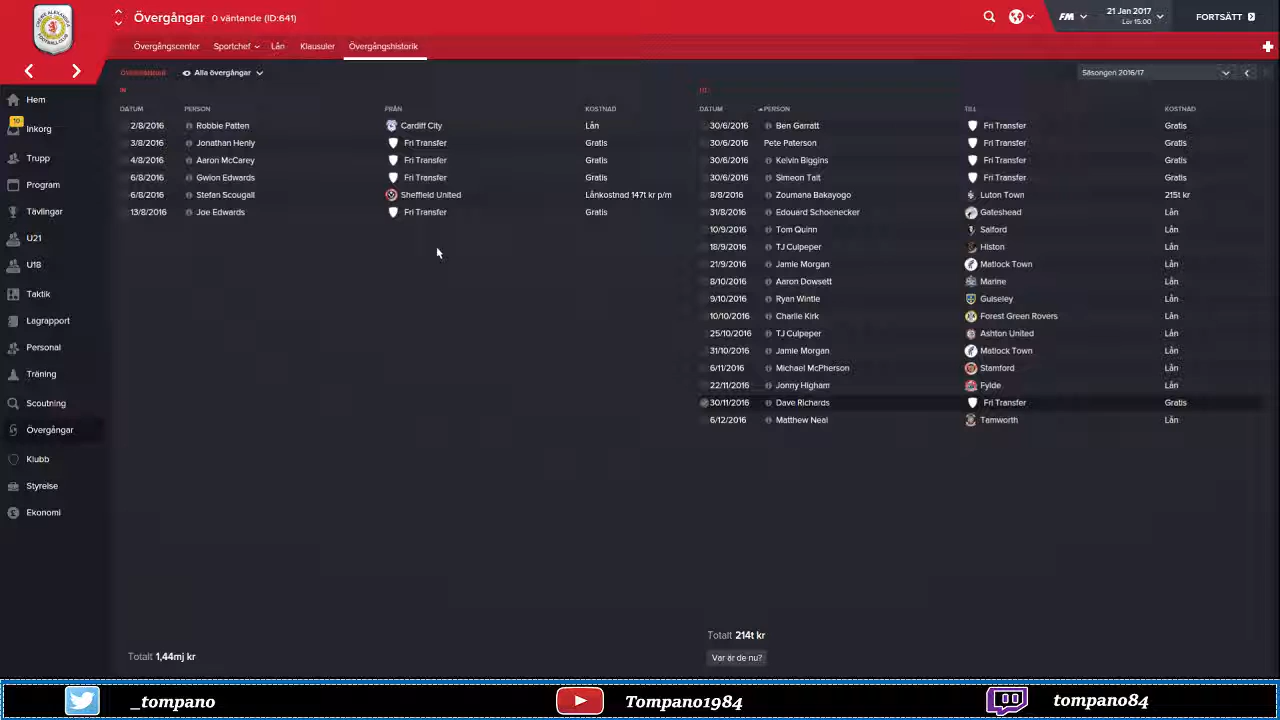 Övergångar 0 väntande (ID:641)
FM
21 Jan 2017
Lör 15.00
FORTSÄTT
Övergångscenter Sportchef Lån Klausuler Övergångshistorik
Hem
10
Inkorg
Trupp
Program
Tävlingar
U21
U18
Taktik
Lagrapport
Personal
Träning
Scoutning
Övergångar
Klubb
Styrelse
Ekonomi
Alla övergångar
Säsongen 2016/17
IN
DATUM PERSON FRÅN KOSTNAD
2/8/2016 Robbie Patten Cardiff City Lån
3/8/2016 Jonathan Henly Fri Transfer Gratis
4/8/2016 Aaron McCarey Fri Transfer Gratis
6/8/2016 Gwion Edwards Fri Transfer Gratis
6/8/2016 Stefan Scougall Sheffield United Lånkostnad 147t kr p/m
13/8/2016 Joe Edwards Fri Transfer Gratis
Totalt 1,44mj kr
DATUM PERSON TILL KOSTNAD
30/6/2016 Ben Garratt Fri Transfer Gratis
30/6/2016 Pete Paterson Fri Transfer Gratis
30/6/2016 Kelvin Biggins Fri Transfer Gratis
30/6/2016 Simeon Tait Fri Transfer Gratis
8/8/2016 Zoumana Bakayogo Luton Town 215t kr
31/8/2016 Edouard Schoenecker Gateshead Lån
10/9/2016 Tom Quinn Salford Lån
18/9/2016 TJ Culpeper Histon Lån
21/9/2016 Jamie Morgan Matlock Town Lån
8/10/2016 Aaron Dowsett Marine Lån
9/10/2016 Ryan Wintle Guiseley Lån
10/10/2016 Charlie Kirk Forest Green Rovers Lån
25/10/2016 TJ Culpeper Ashton United Lån
31/10/2016 Jamie Morgan Matlock Town Lån
6/11/2016 Michael McPherson Stamford Lån
22/11/2016 Jonny Higham Fylde Lån
30/11/2016 Dave Richards Fri Transfer Gratis
6/12/2016 Matthew Neal Tamworth Lån
Totalt 214t kr
Var är de nu?
_tompano Tompano1984 tompano84